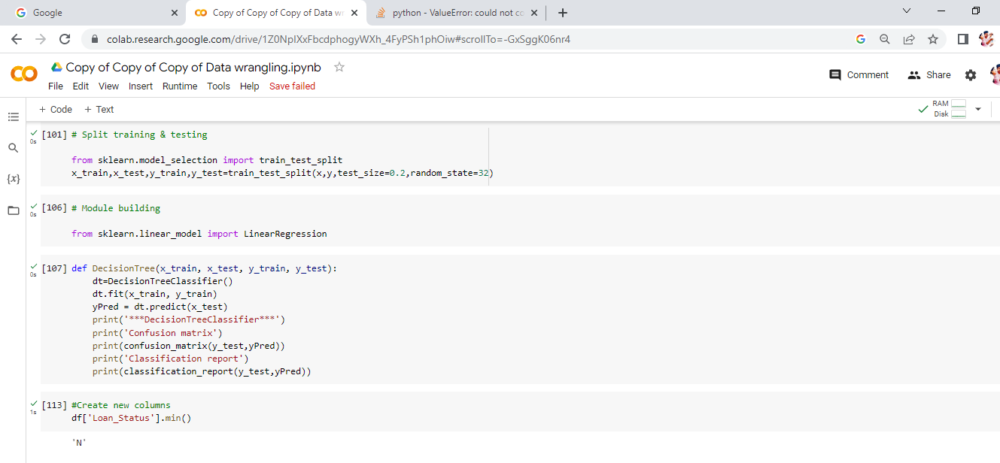 Google
Copy of Copy of Copy of Data wr
python - ValueError: could not co
colab.research.google.com/drive/1Z0NpIXxFbcdphogyWXh_4FyPSh1phOiw#scrollTo=-GxSggK06nr4
Copy of Copy of Copy of Data wrangling.ipynb
Comment
Share
File Edit View Insert Runtime Tools Help Save failed
+ Code + Text
RAM
Disk
[101] # Split training & testing
0s
from sklearn.model_selection import train_test_split
x_train,x_test,y_train,y_test=train_test_split(x,y,test_size=0.2,random_state=32)
{x}
[106] # Module building
0s
from sklearn.linear_model import LinearRegression
[107] def DecisionTree(x_train, x_test, y_train, y_test):
0s
dt=DecisionTreeClassifier()
dt.fit(x_train, y_train)
yPred = dt.predict(x_test)
print('***DecisionTreeClassifier***')
print('Confusion matrix')
print(confusion_matrix(y_test,yPred))
print('Classification report')
print(classification_report(y_test,yPred))
[113] #Create new columns
1s
df['Loan_Status'].min()
'N'